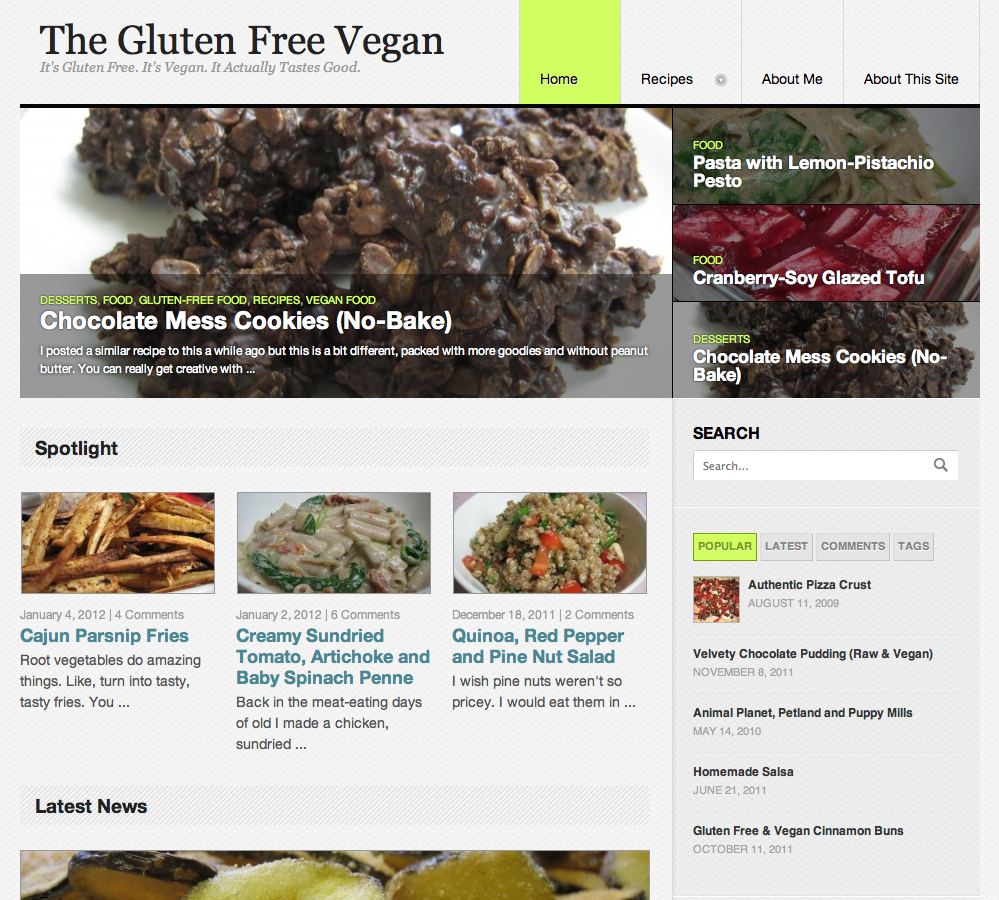 The Gluten Free Vegan
It's Gluten Free. It's Vegan. It Actually Tastes Good.
Home
Recipes
About Me
About This Site
DESSERTS, FOOD, GLUTEN-FREE FOOD, RECIPES, VEGAN FOOD
Chocolate Mess Cookies (No-Bake)
I posted a similar recipe to this a while ago but this is a bit different, packed with more goodies and without peanut
butter. You can really get creative with ...
FOOD
Pasta with Lemon-Pistachio
Pesto
FOOD
Cranberry-Soy Glazed Tofu
DESSERTS
Chocolate Mess Cookies (No-
Bake)
Spotlight
January 4, 2012 | 4 Comments
Cajun Parsnip Fries
Root vegetables do amazing
things. Like, turn into tasty,
tasty fries. You ...
January 2, 2012 | 6 Comments
Creamy Sundried
Tomato, Artichoke and
Baby Spinach Penne
Back in the meat-eating days
of old I made a chicken,
sundried ...
December 18, 2011 | 2 Comments
Quinoa, Red Pepper
and Pine Nut Salad
I wish pine nuts weren't so
pricey. I would eat them in ...
Latest News
SEARCH
Search...
POPULAR
LATEST
COMMENTS
TAGS
Authentic Pizza Crust
AUGUST 11, 2009
Velvety Chocolate Pudding (Raw & Vegan)
NOVEMBER 8, 2011
Animal Planet, Petland and Puppy Mills
MAY 14, 2010
Homemade Salsa
JUNE 21, 2011
Gluten Free & Vegan Cinnamon Buns
OCTOBER 11, 2011